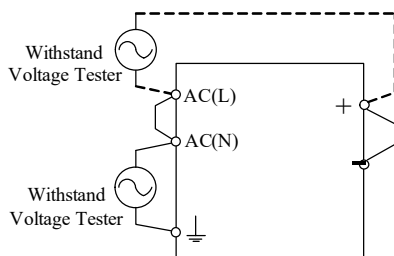 Withstand
Voltage Tester
AC(L)
+
AC(N)
Withstand
Voltage Tester